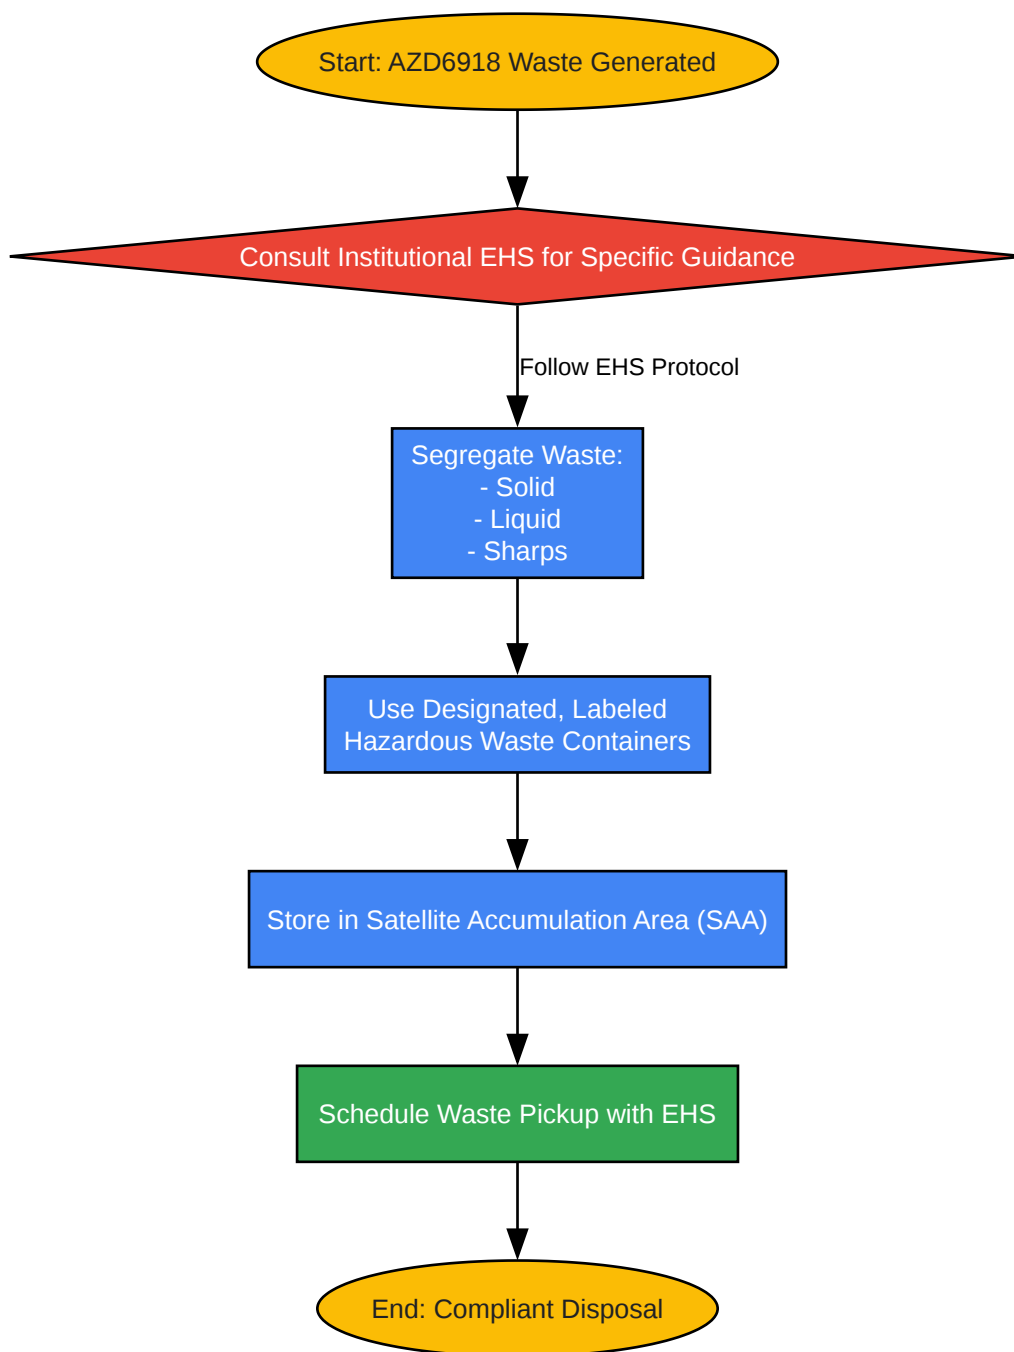 Start: AZD6918 Waste Generated
Consult Institutional EHS for Specific Guidance
Follow EHS Protocol
Segregate Waste:
- Solid
- Liquid
- Sharps
Use Designated, Labeled
Hazardous Waste Containers
Store in Satellite Accumulation Area (SAA)
Schedule Waste Pickup with EHS
End: Compliant Disposal